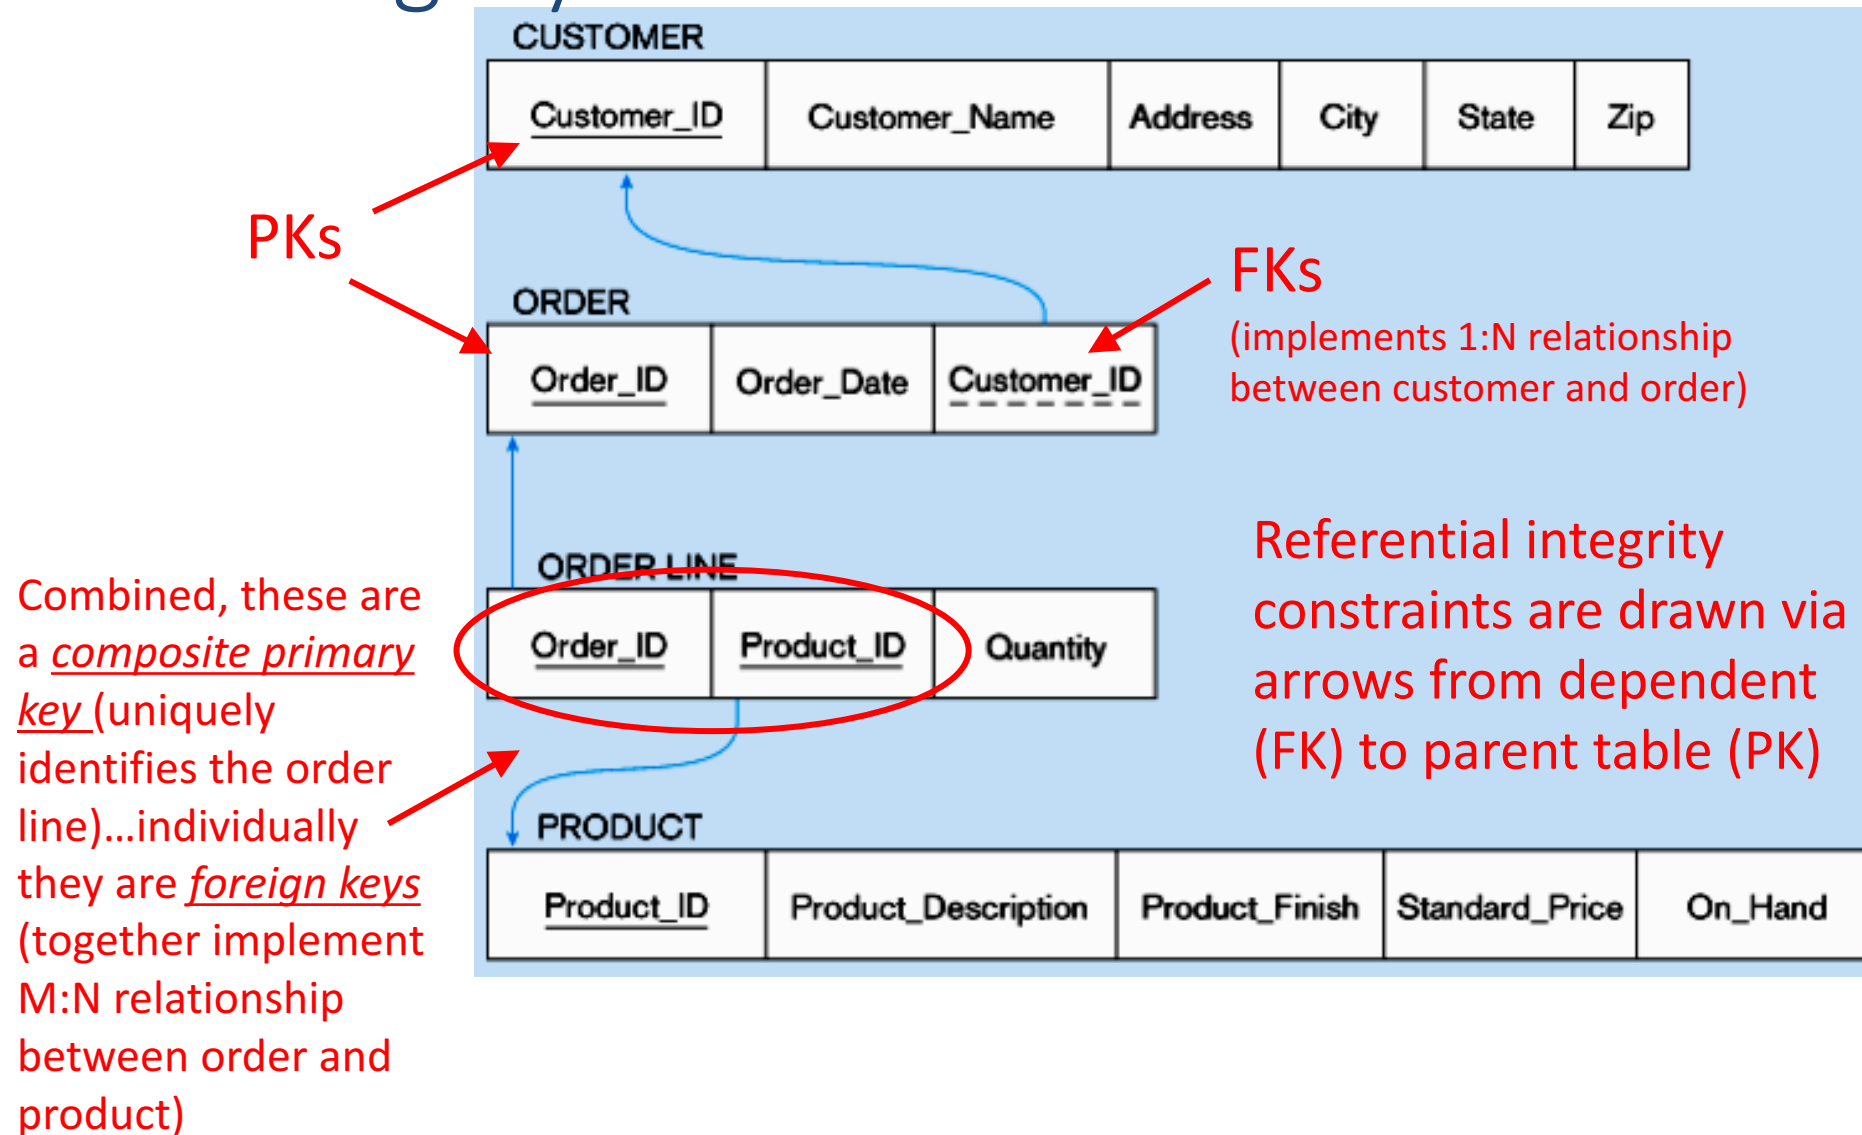 CUSTOMER
Customer_ID Customer_Name Address City State Zip
PKs
FKs
(implements 1:N relationship
between customer and order)
ORDER
Order_ID Order_Date Customer_ID
Referential integrity
constraints are drawn via
arrows from dependent
(FK) to parent table (PK)
ORDER LINE
Order_ID Product_ID Quantity
Combined, these are
a composite primary
key (uniquely
identifies the order
line)…individually
they are foreign keys
(together implement
M:N relationship
between order and
product)
PRODUCT
Product_ID Product_Description Product_Finish Standard_Price On_Hand